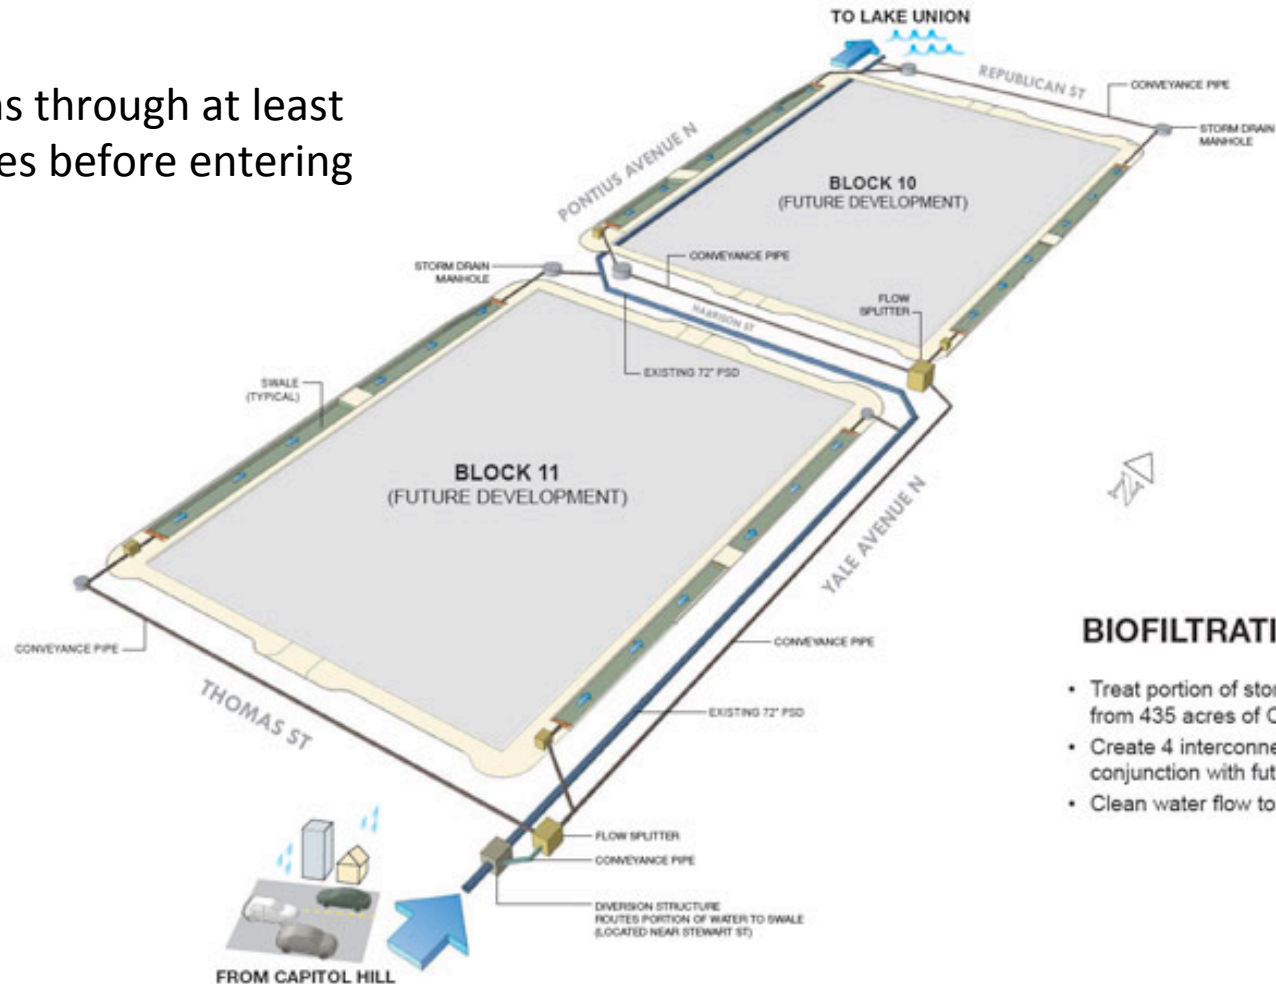 TO LAKE UNION
ns through at least
es before entering
REPUBLICAN ST
CONVEYANCE PIPE
STORM DRAIN
MANHOLE
PONTIUS AVENUE N
BLOCK 10
(FUTURE DEVELOPMENT)
CONVEYANCE PIPE
STORM DRAIN
MANHOLE
FLOW
SPLITTER
HARRISON ST
EXISTING 72" PSD
SWALE
(TYPICAL)
BLOCK 11
(FUTURE DEVELOPMENT)
N
YALE AVENUE N
CONVEYANCE PIPE
CONVEYANCE PIPE
THOMAS ST
EXISTING 72" PSD
BIOFILTRATI
• Treat portion of stor
from 435 acres of C
• Create 4 interconne
conjunction with fut
• Clean water flow to
FLOW SPLITTER
CONVEYANCE PIPE
DIVERSION STRUCTURE
ROUTES PORTION OF WATER TO SWALE
(LOCATED NEAR STEWART ST)
FROM CAPITOL HILL